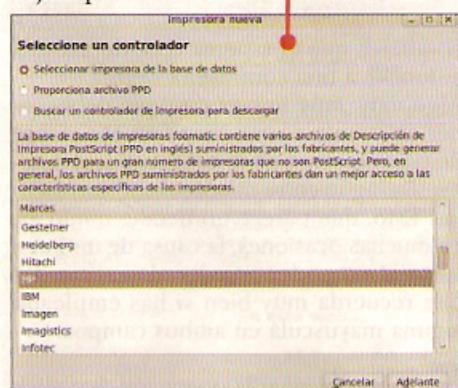 Impresora nueva
Seleccione un controlador
Seleccionar impresora de la base de datos
Proporciona archivo PPD
Buscar un controlador de impresora para descargar
La base de datos de impresoras foomatic contiene varios archivos de Descripción de
Impresora PostScript (PPD en inglés) suministrados por los fabricantes, y puede generar
archivos PPD para un gran número de impresoras que no son PostScript. Pero, en
general, los archivos PPD suministrados por los fabricantes dan un mejor acceso a las
características específicas de las impresoras.
Marcas
Gestetner
Heidelberg
Hitachi
HP
IBM
Imagen
Imagistics
Infotec
Cancelar Adelante